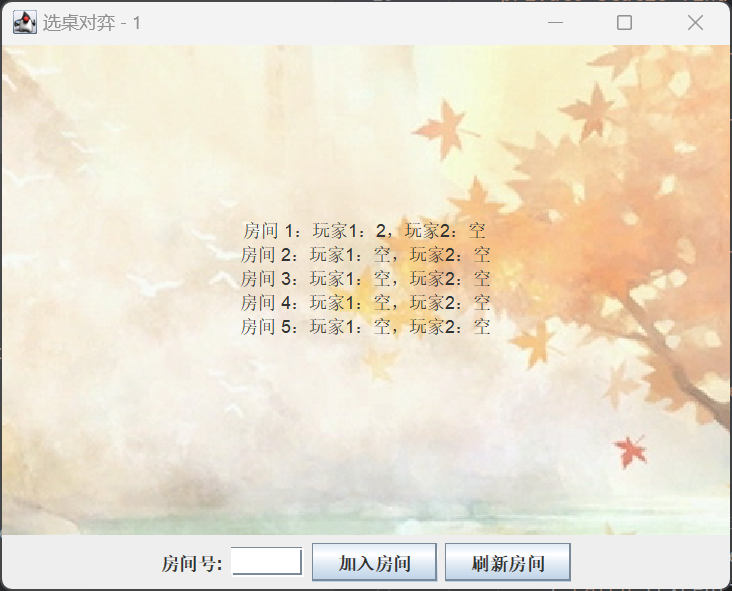 选桌对弈 - 1
房间 1：玩家1：2，玩家2：空
房间 2：玩家1：空，玩家2：空
房间 3：玩家1：空，玩家2：空
房间 4：玩家1：空，玩家2：空
房间 5：玩家1：空，玩家2：空
房间号: 加入房间 刷新房间